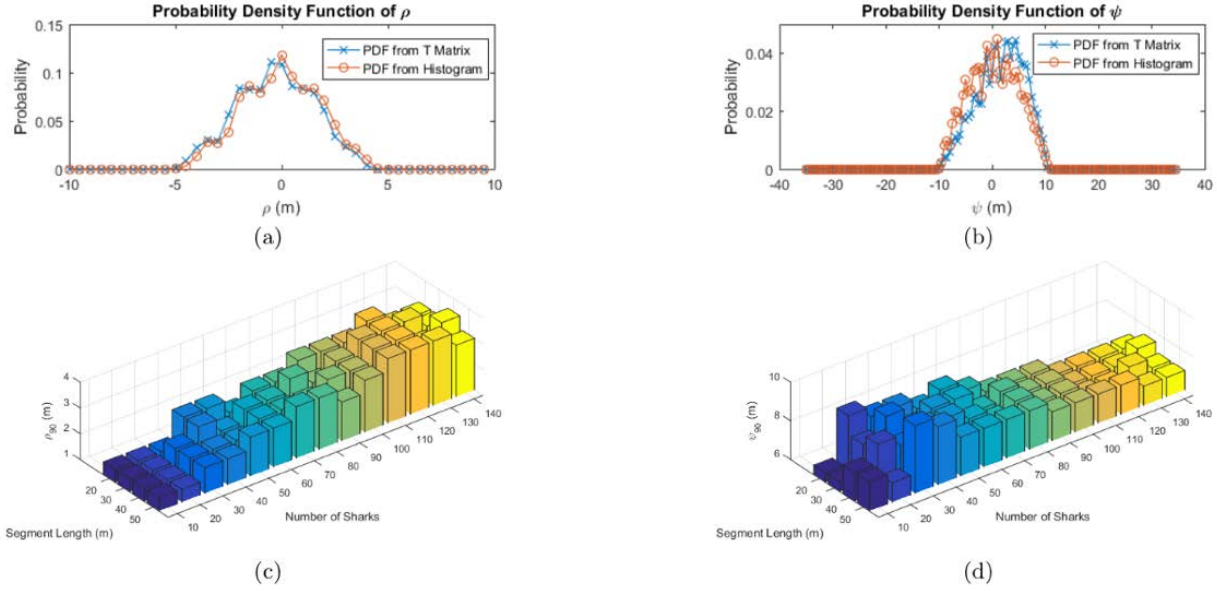 Probability Density Function of ρ
Probability
0.15
0.1
0.05
0
PDF from T Matrix
PDF from Histogram
-10 -5 0 5 10
ρ (m)
(a)
Probability Density Function of ψ
Probability
0.04
0.02
0
PDF from T Matrix
PDF from Histogram
-40 -30 -20 -10 0 10 20 30 40
ψ (m)
(b)
ρ90 (m)
4
3
2
1
20
30
40
50
Segment Length (m)
10 20 30 40 50 60 70 80 90 100 110 120 130 140
Number of Sharks
(c)
ψ90 (m)
10
8
6
20
30
40
50
Segment Length (m)
10 20 30 40 50 60 70 80 90 100 110 120 130 140
Number of Sharks
(d)